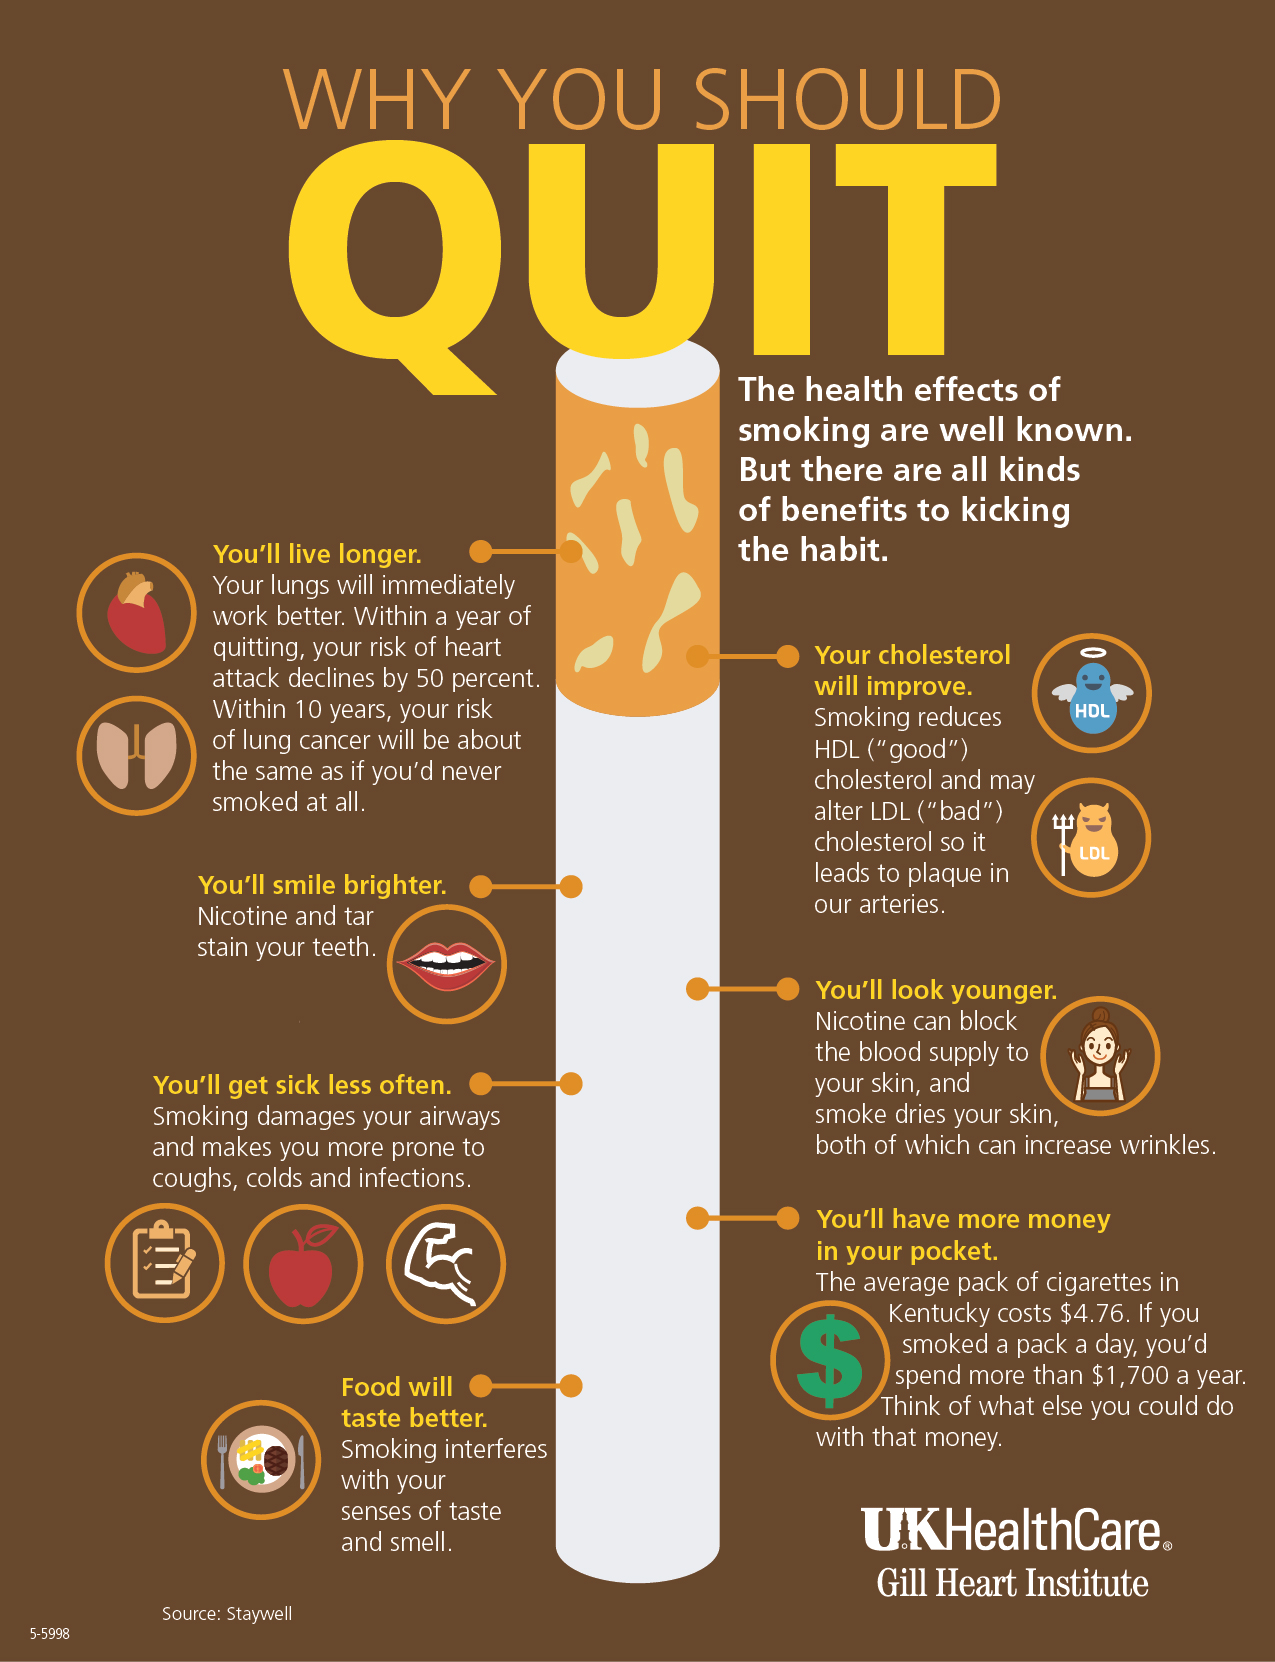 WHY YOU SHOULD
QUIT
The health effects of
smoking are well known.
But there are all kinds
of benefits to kicking
the habit.
You’ll live longer.
Your lungs will immediately
work better. Within a year of
quitting, your risk of heart
attack declines by 50 percent.
Within 10 years, your risk
of lung cancer will be about
the same as if you’d never
smoked at all.
Your cholesterol
will improve.
Smoking reduces
HDL (“good”)
cholesterol and may
alter LDL (“bad”)
cholesterol so it
leads to plaque in
our arteries.
HDL
LDL
You’ll smile brighter.
Nicotine and tar
stain your teeth.
You’ll look younger.
Nicotine can block
the blood supply to
your skin, and
smoke dries your skin,
both of which can increase wrinkles.
You’ll get sick less often.
Smoking damages your airways
and makes you more prone to
coughs, colds and infections.
You’ll have more money
in your pocket.
The average pack of cigarettes in
Kentucky costs $4.76. If you
smoked a pack a day, you’d
spend more than $1,700 a year.
Think of what else you could do
with that money.
$
Food will
taste better.
Smoking interferes
with your
senses of taste
and smell.
UKHealthCare®
Gill Heart Institute
Source: Staywell
5-5998